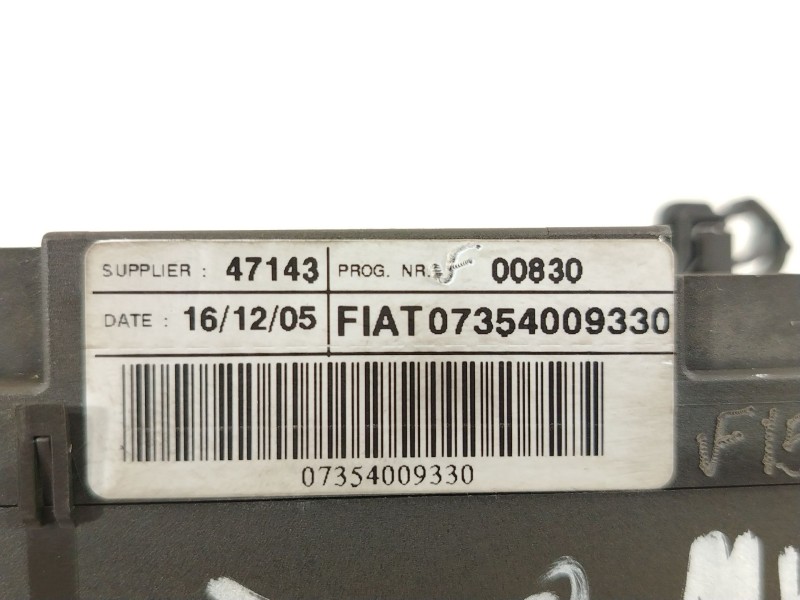 SUPPLIER : 47143 PROG. NR. 00830
DATE : 16/12/05 FIAT 07354009330
07354009330